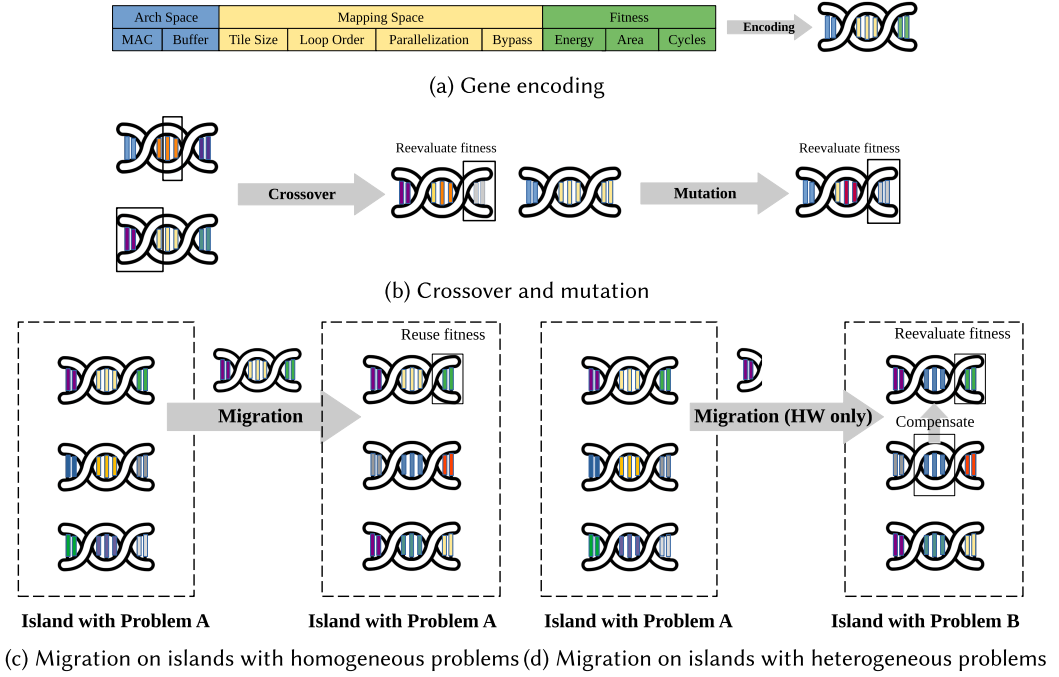 Arch Space Mapping Space Fitness
MAC Buffer Tile Size Loop Order Parallelization Bypass Energy Area Cycles
Encoding
(a) Gene encoding
Reevaluate fitness
Crossover
Reevaluate fitness
Mutation
(b) Crossover and mutation
Reuse fitness
Migration
Island with Problem A
Island with Problem A
(c) Migration on islands with homogeneous problems
Reevaluate fitness
Migration (HW only)
Compensate
Island with Problem A
Island with Problem B
(d) Migration on islands with heterogeneous problems